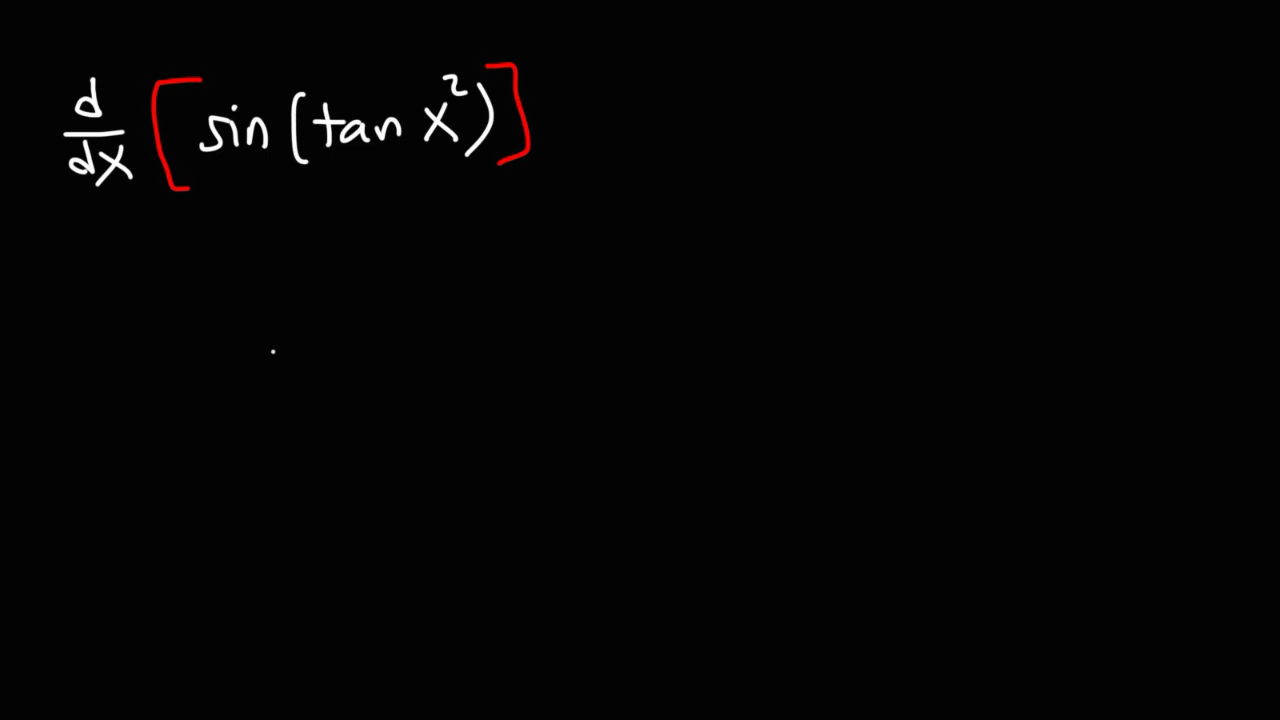 d/dx [sin (tan x²)]